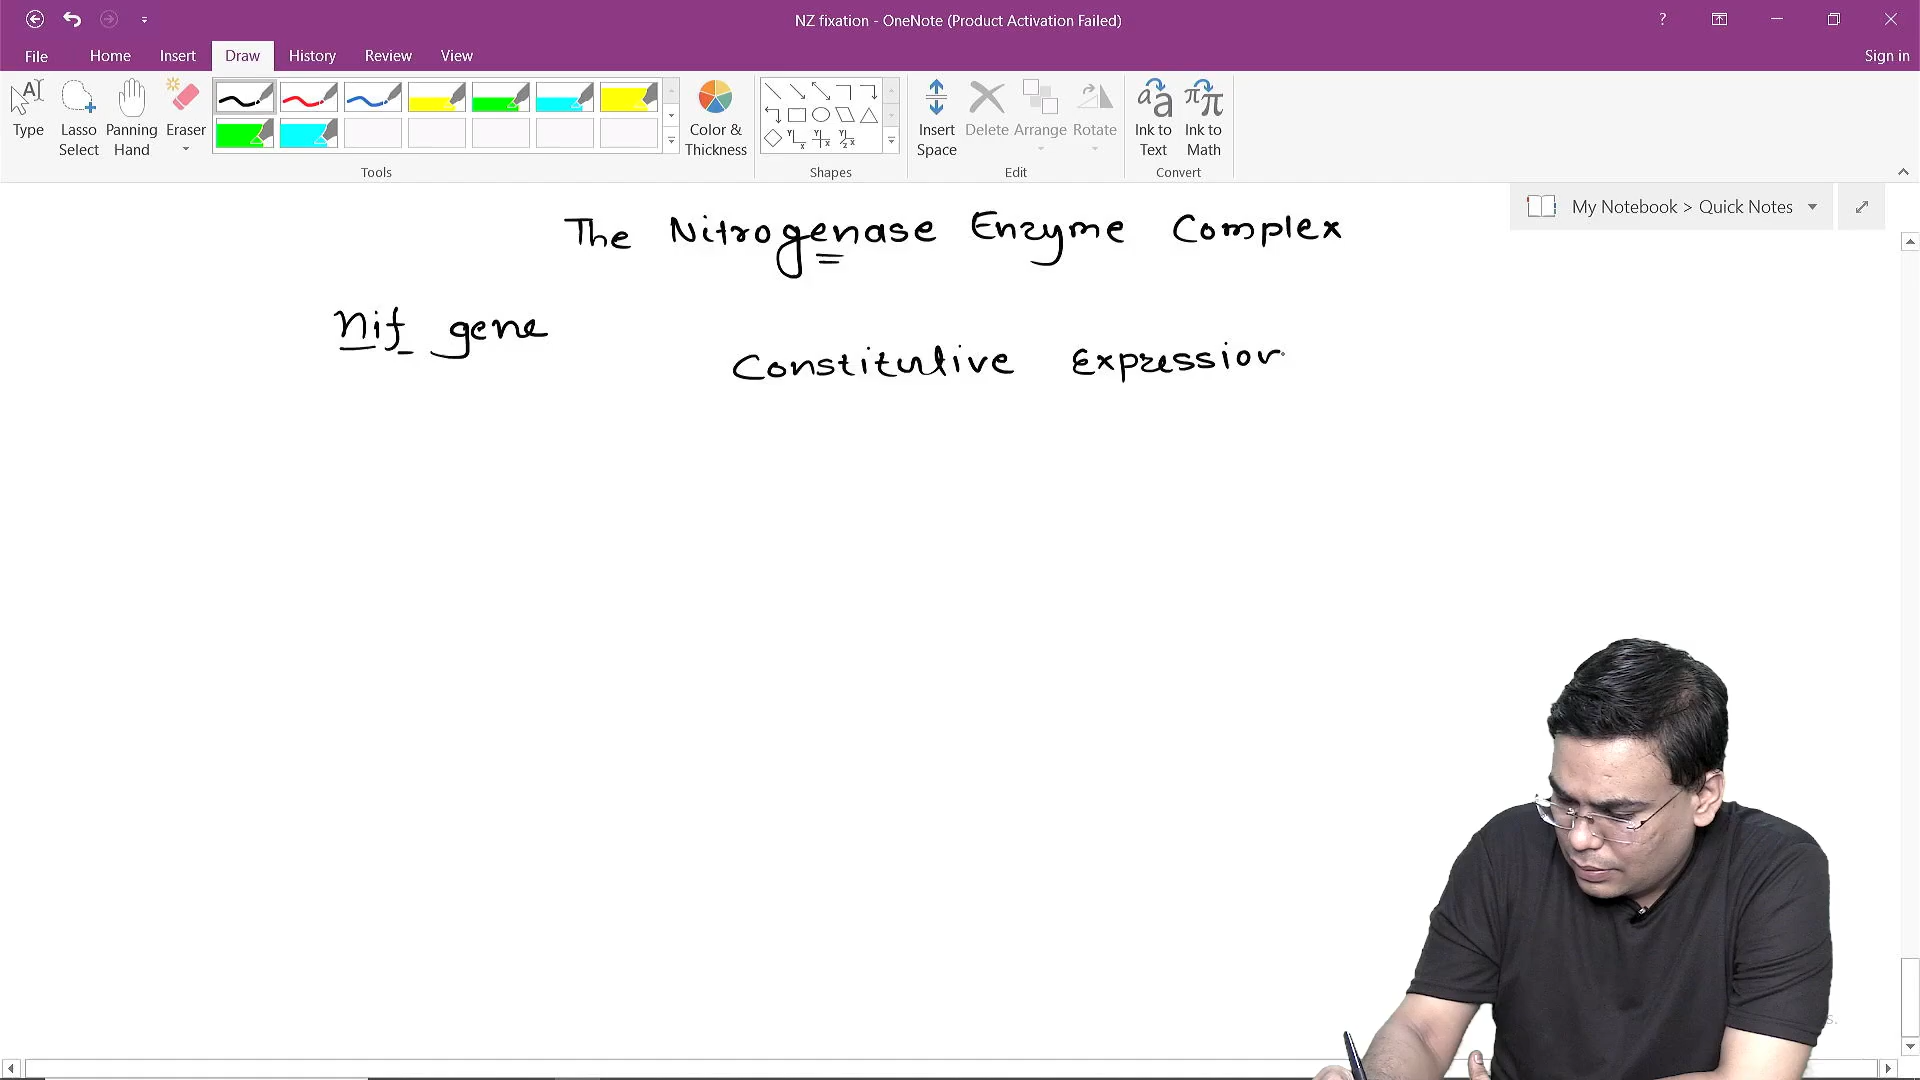 NZ fixation - OneNote (Product Activation Failed)
?
File Home Insert Draw History Review View
Sign in
Type
Lasso Select
Panning Hand
Eraser
Color & Thickness
Insert Space
Delete
Arrange
Rotate
Ink to Text
Ink to Math
Tools
Shapes
Edit
Convert
My Notebook > Quick Notes
The Nitrogenase Enzyme Complex
Nif gene
Constitutive Expression